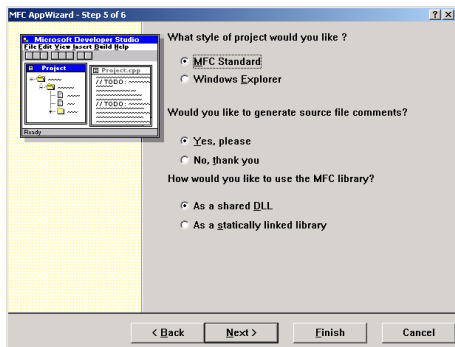 MFC AppWizard - Step 5 of 6
Microsoft Developer Studio
File Edit View Insert Build Help
Project
Project.cpp
// TODO:
// TODO:
Ready
What style of project would you like ?
MFC Standard
Windows Explorer
Would you like to generate source file comments?
Yes, please
No, thank you
How would you like to use the MFC library?
As a shared DLL
As a statically linked library
< Back
Next >
Finish
Cancel